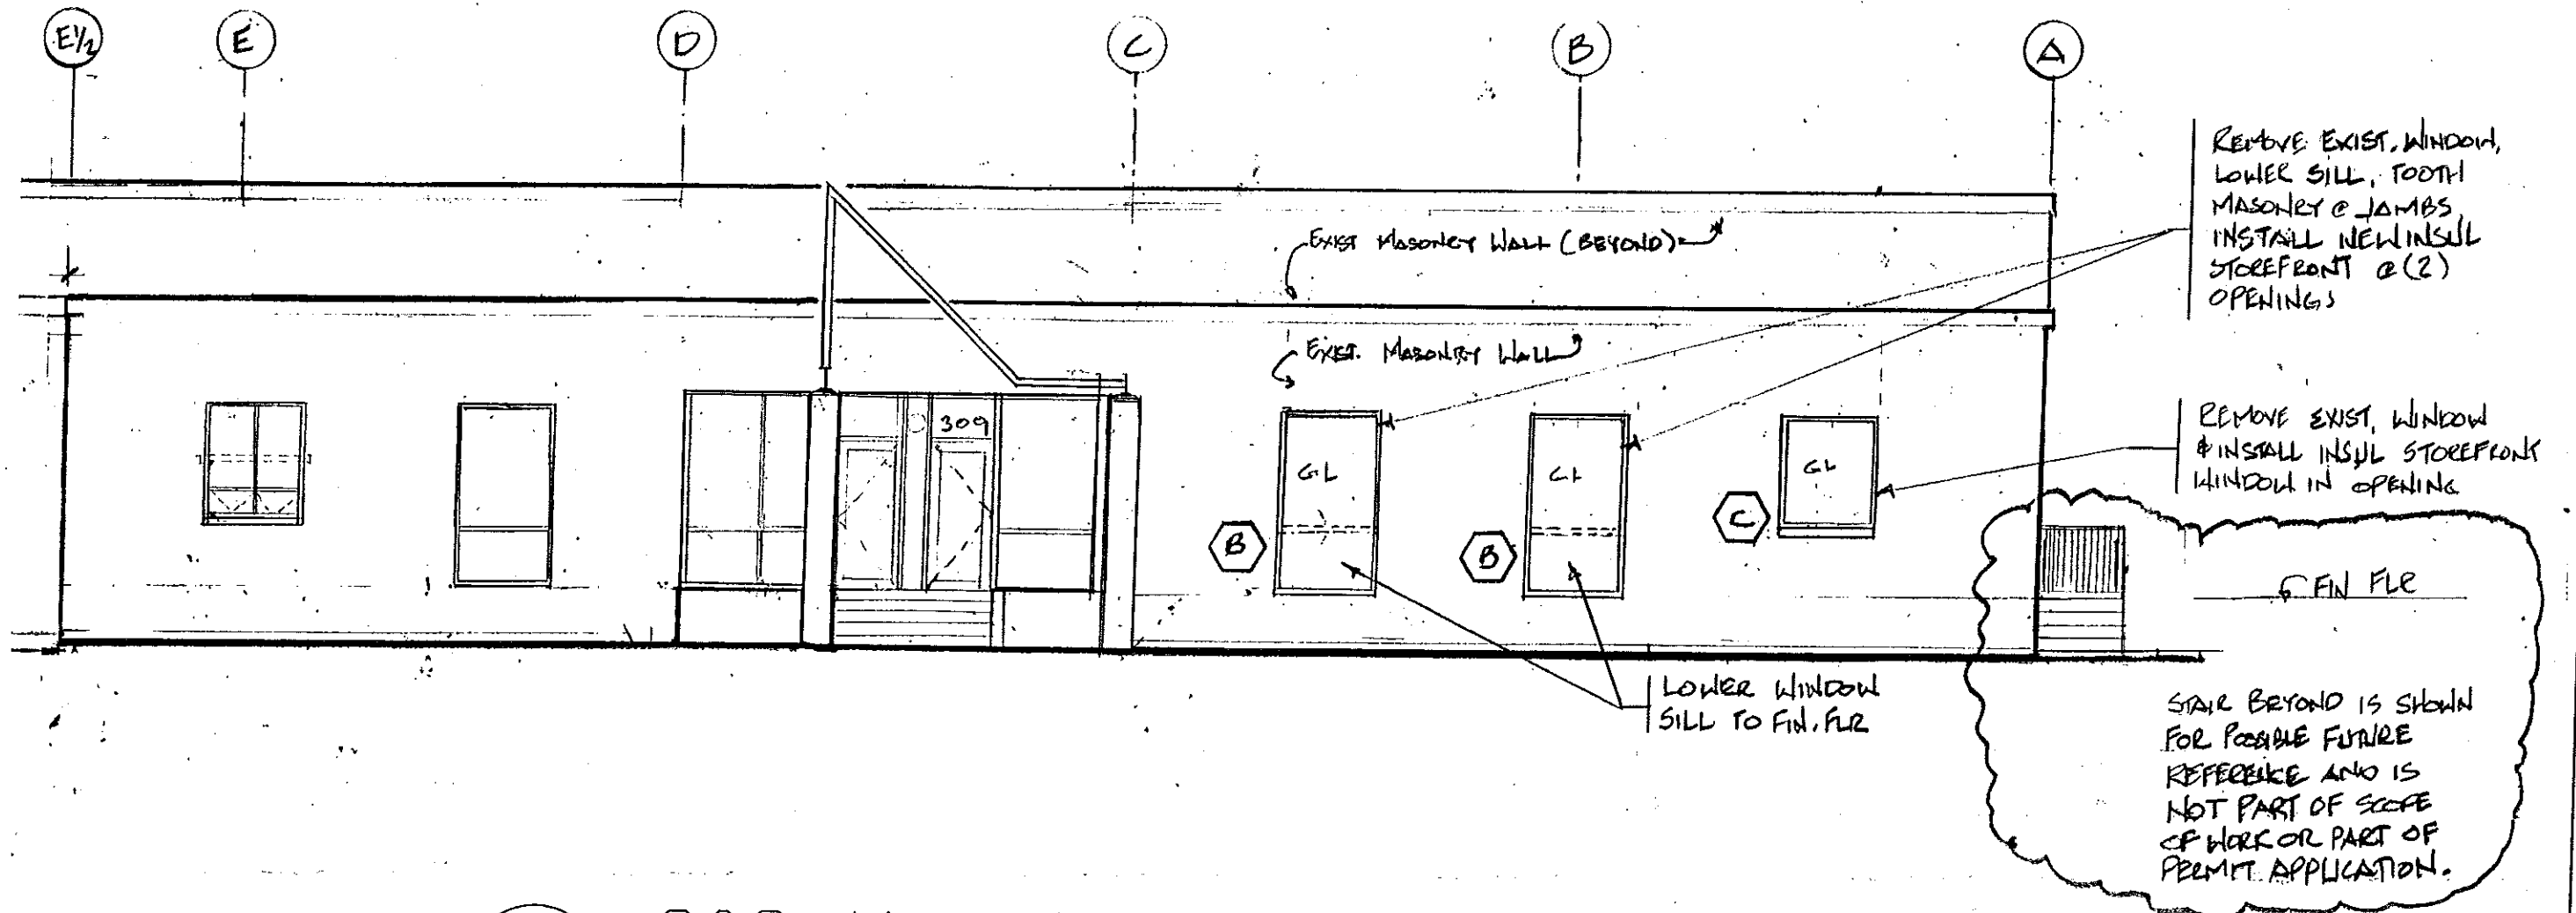 E½
E
D
C
B
A
REMOVE EXIST. WINDOW,
LOWER SILL, TOOTH
MASONRY @ JAMBS,
INSTALL NEW INSUL
STOREFRONT @ (2)
OPENINGS
EXIST MASONRY WALL (BEYOND)
EXIST. MASONRY WALL
309
GL
GL
GL
B
B
C
REMOVE EXIST, WINDOW
& INSTALL INSUL STOREFRONT
WINDOW IN OPENING
FIN FLR
LOWER WINDOW
SILL TO FIN. FLR
STAIR BEYOND IS SHOWN
FOR POSSIBLE FUTURE
REFERENCE AND IS
NOT PART OF SCOPE
OF WORK OR PART OF
PERMIT APPLICATION.